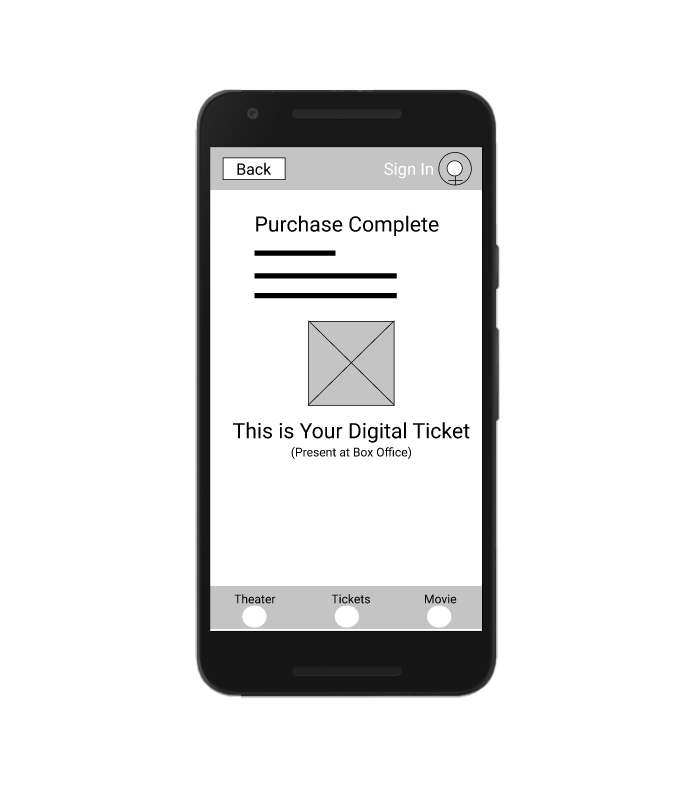 Back
Sign In
Purchase Complete
This is Your Digital Ticket
(Present at Box Office)
Theater
Tickets
Movie